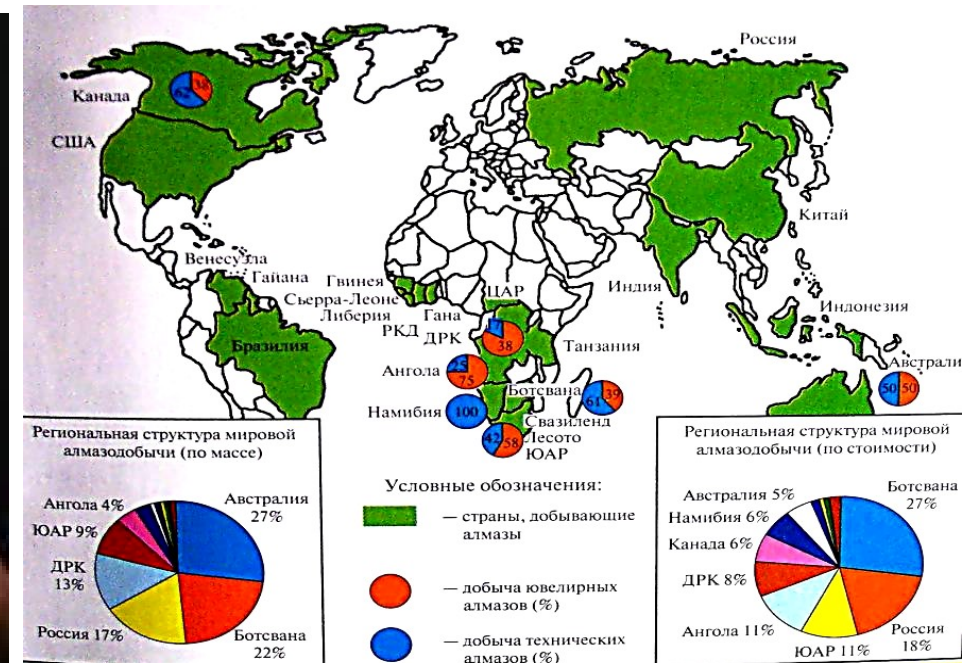 Россия
Канада
62
38
США
Китай
Венесуэла
Гайана
Гвинея
Сьерра-Леоне
Либерия
Гана
ЦАР
РКД
ДРК
17
38
Индия
Индонезия
Бразилия
Танзания
Ангола
25
75
Ботсвана
61
39
Австрали
50
50
Намибия
100
Свазиленд
Лесото
ЮАР
42
58
Региональная структура мировой
алмазодобычи (по массе)
Австралия
27%
Ангола 4%
ЮАР 9%
ДРК
13%
Россия 17%
Ботсвана
22%
Условные обозначения:
— страны, добывающие
алмазы
— добыча ювелирных
алмазов (%)
— добыча технических
алмазов (%)
Региональная структура мировой
алмазодобычи (по стоимости)
Ботсвана
27%
Австралия 5%
Намибия 6%
Канада 6%
ДРК 8%
Ангола 11%
ЮАР 11%
Россия
18%